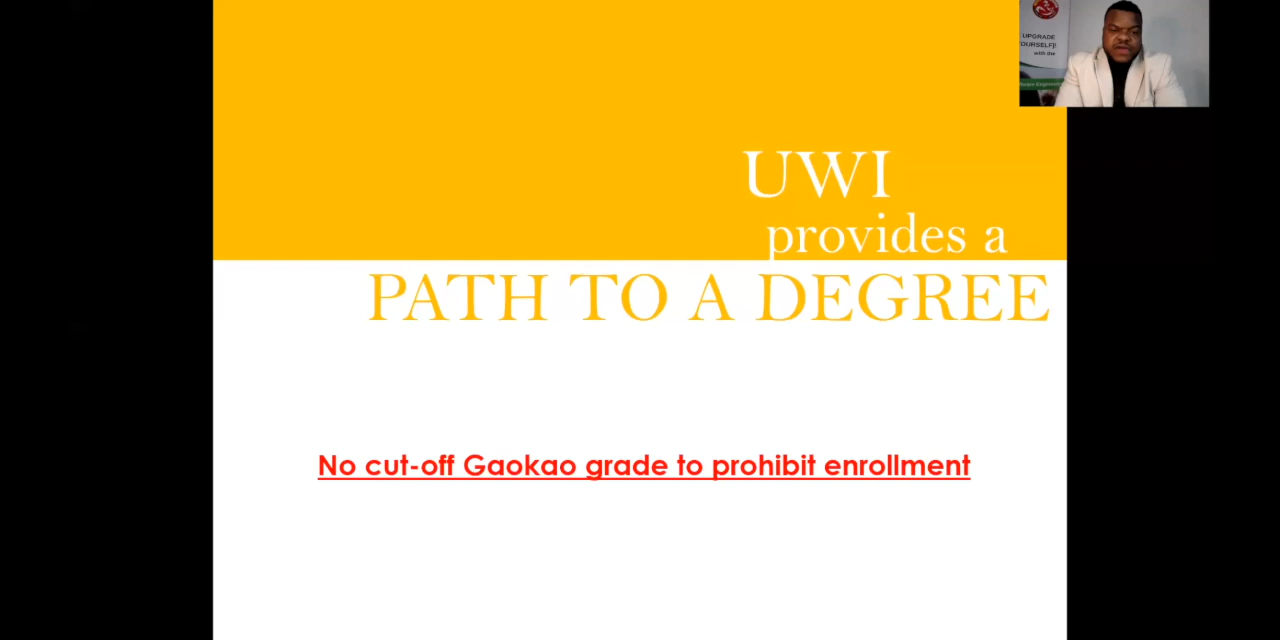 UWI
provides a
PATH TO A DEGREE
No cut-off Gaokao grade to prohibit enrollment
UPGRADE
YOURSELF!
with the